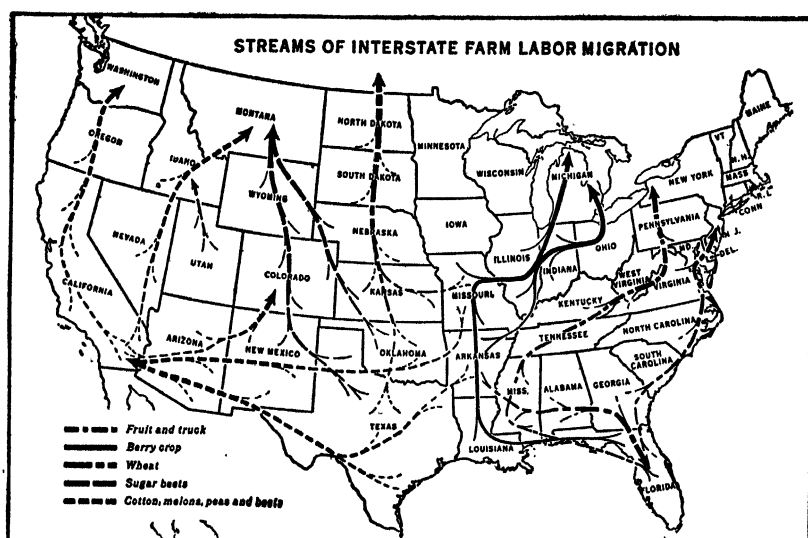 STREAMS OF INTERSTATE FARM LABOR MIGRATION
WASHINGTON
OREGON
IDAHO
MONTANA
NORTH DAKOTA
SOUTH DAKOTA
MINNESOTA
WISCONSIN
MICHIGAN
NEW YORK
VT.
N.H.
MAINE
MASS
R.I.
CONN
WYOMING
NEBRASKA
IOWA
ILLINOIS
INDIANA
OHIO
PENNSYLVANIA
N.J.
DEL.
MD.
NEVADA
UTAH
COLORADO
KANSAS
MISSOURI
KENTUCKY
WEST
VIRGINIA
VIRGINIA
CALIFORNIA
ARIZONA
NEW MEXICO
OKLAHOMA
ARKANSAS
TENNESSEE
NORTH CAROLINA
SOUTH
CAROLINA
TEXAS
LOUISIANA
MISS.
ALABAMA
GEORGIA
FLORIDA
Fruit and truck
Berry crop
Wheat
Sugar beets
Cotton, melons, peas and beets